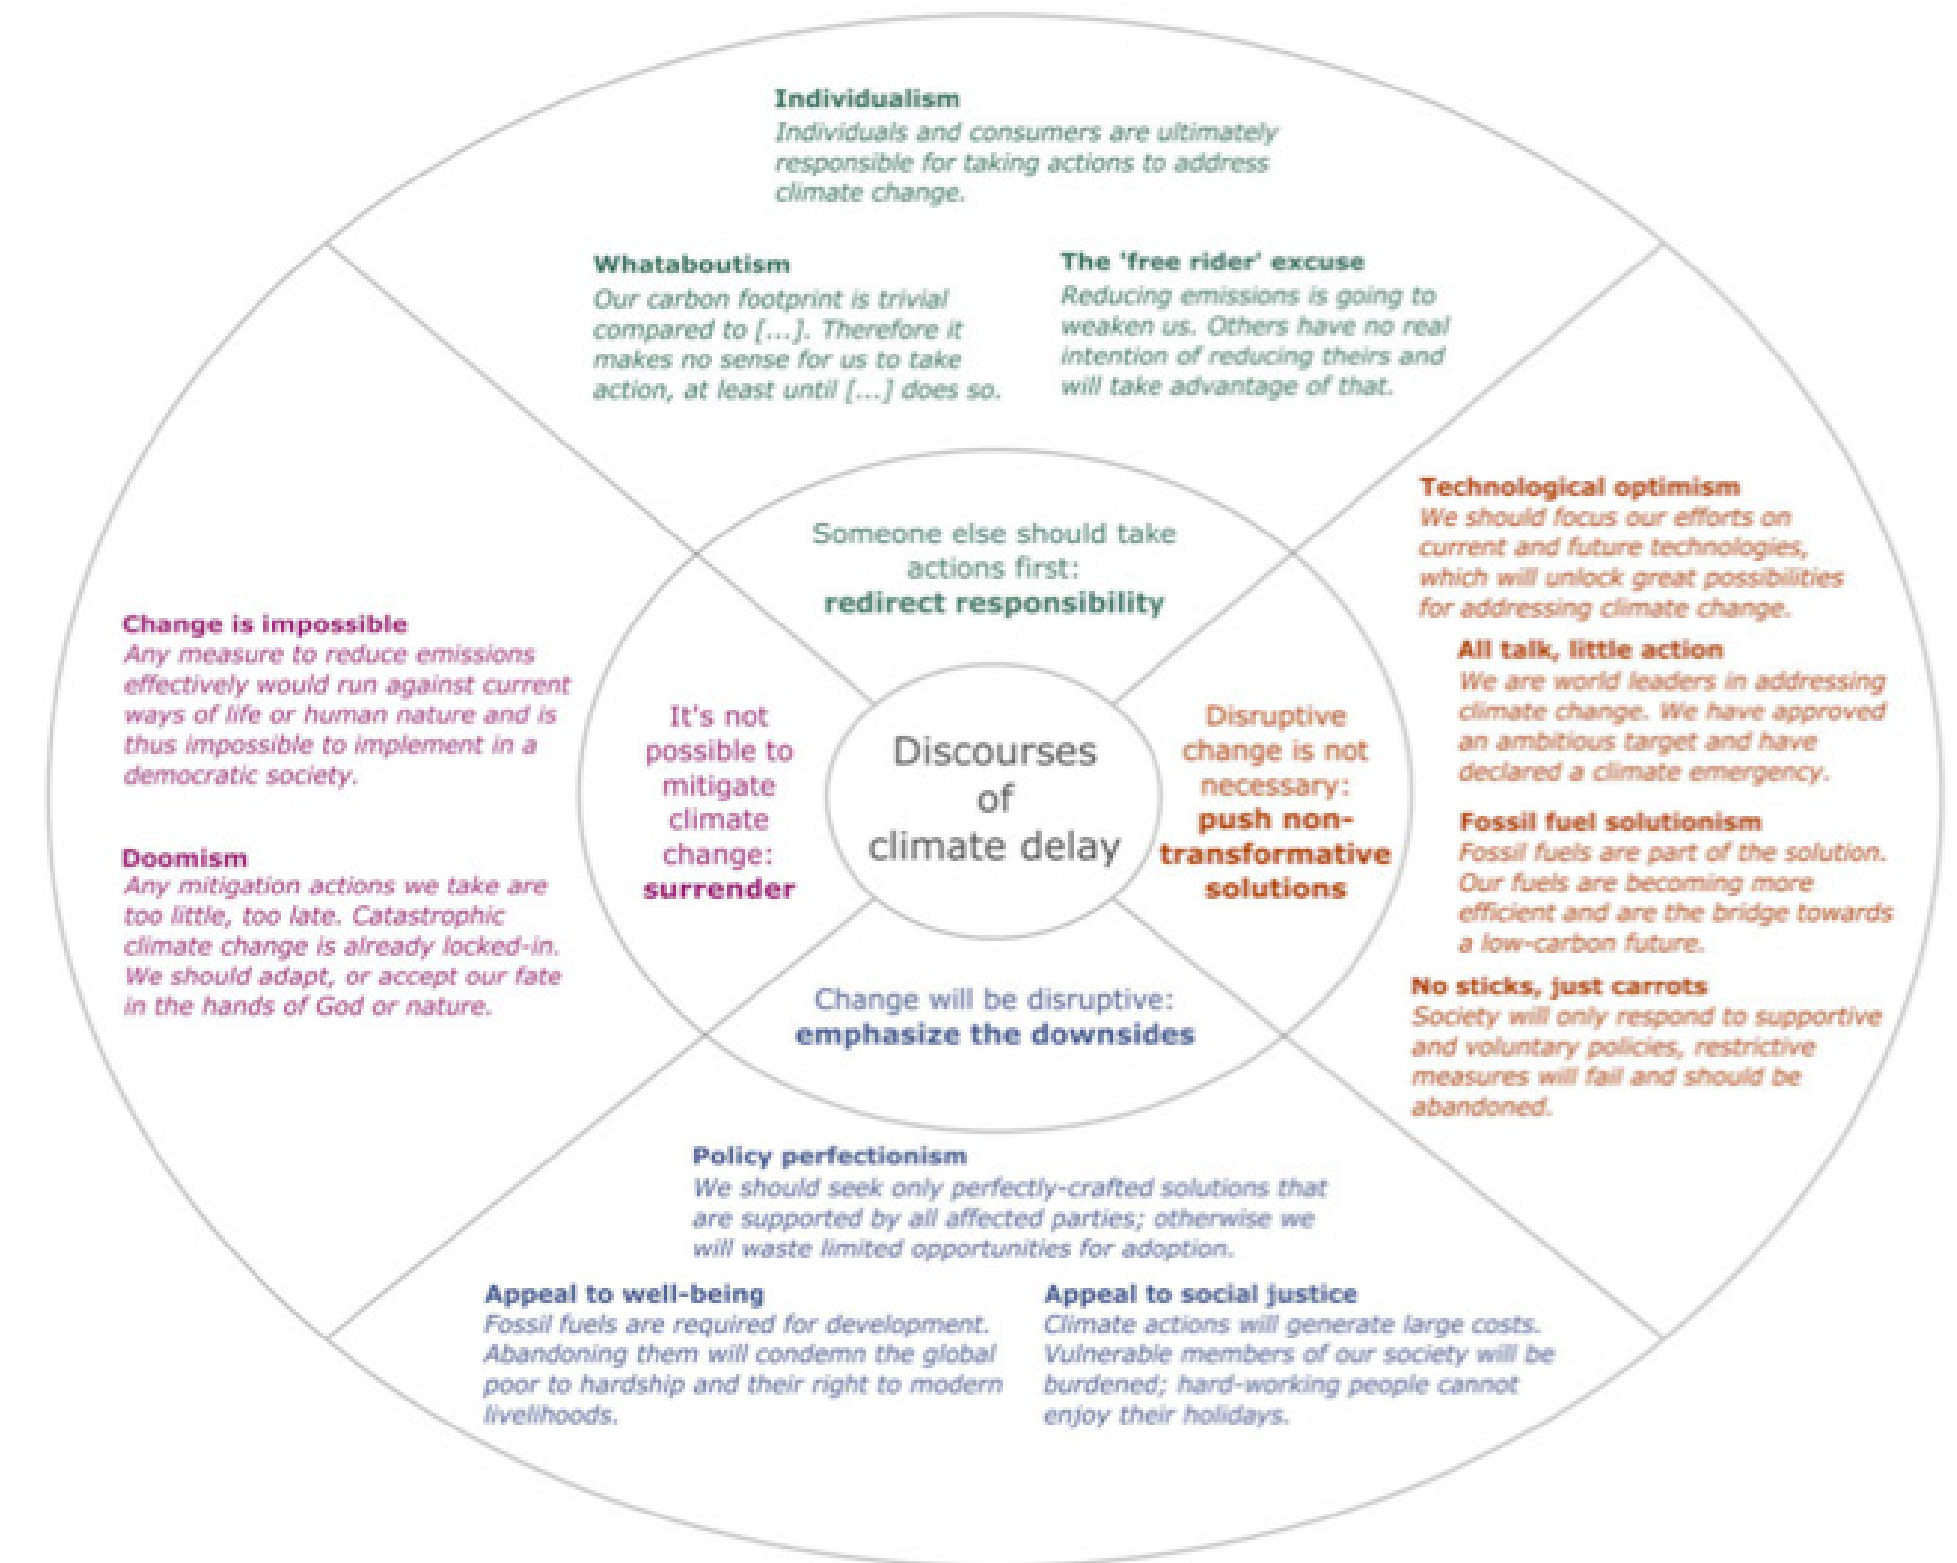 Individualism
Individuals and consumers are ultimately
responsible for taking actions to address
climate change.
Whataboutism
Our carbon footprint is trivial
compared to [...]. Therefore it
makes no sense for us to take
action, at least until [...] does so.
The 'free rider' excuse
Reducing emissions is going to
weaken us. Others have no real
intention of reducing theirs and
will take advantage of that.
Someone else should take
actions first:
redirect responsibility
Technological optimism
We should focus our efforts on
current and future technologies,
which will unlock great possibilities
for addressing climate change.
All talk, little action
We are world leaders in addressing
climate change. We have approved
an ambitious target and have
declared a climate emergency.
Fossil fuel solutionism
Fossil fuels are part of the solution.
Our fuels are becoming more
efficient and are the bridge towards
a low-carbon future.
No sticks, just carrots
Society will only respond to supportive
and voluntary policies, restrictive
measures will fail and should be
abandoned.
Change is impossible
Any measure to reduce emissions
effectively would run against current
ways of life or human nature and is
thus impossible to implement in a
democratic society.
Doomism
Any mitigation actions we take are
too little, too late. Catastrophic
climate change is already locked-in.
We should adapt, or accept our fate
in the hands of God or nature.
It's not
possible to
mitigate
climate
change:
surrender
Discourses
of
climate delay
Disruptive
change is not
necessary:
push non-
transformative
solutions
Change will be disruptive:
emphasize the downsides
Policy perfectionism
We should seek only perfectly-crafted solutions that
are supported by all affected parties; otherwise we
will waste limited opportunities for adoption.
Appeal to well-being
Fossil fuels are required for development.
Abandoning them will condemn the global
poor to hardship and their right to modern
livelihoods.
Appeal to social justice
Climate actions will generate large costs.
Vulnerable members of our society will be
burdened; hard-working people cannot
enjoy their holidays.